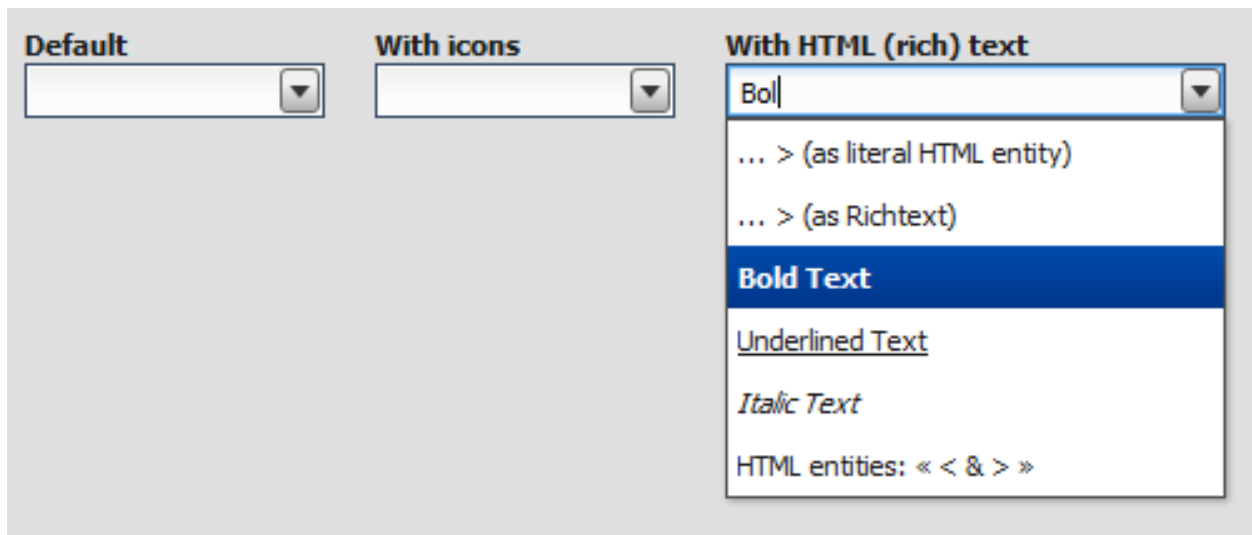 Default
With icons
With HTML (rich) text
Bol
... > (as literal HTML entity)
... > (as Richtext)
Bold Text
Underlined Text
Italic Text
HTML entities: « < & > »